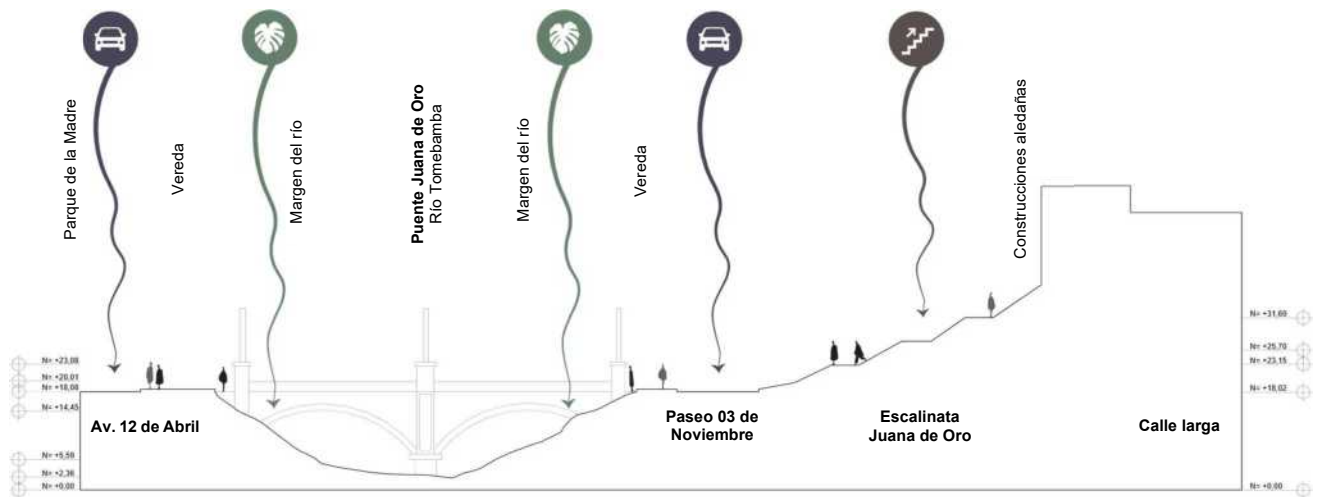 Parque de la Madre
Vereda
Margen del río
Puente Juana de Oro
Río Tomebamba
Margen del río
Vereda
Construcciones aledañas
N= +23,08
N= +20,01
N= +18,08
N= +14,45
N= +5,59
N= +2,36
N= +0,00
Av. 12 de Abril
Paseo 03 de
Noviembre
Escalinata
Juana de Oro
Calle larga
N= +31,69
N= +25,70
N= +23,15
N= +18,02
N= +0,00